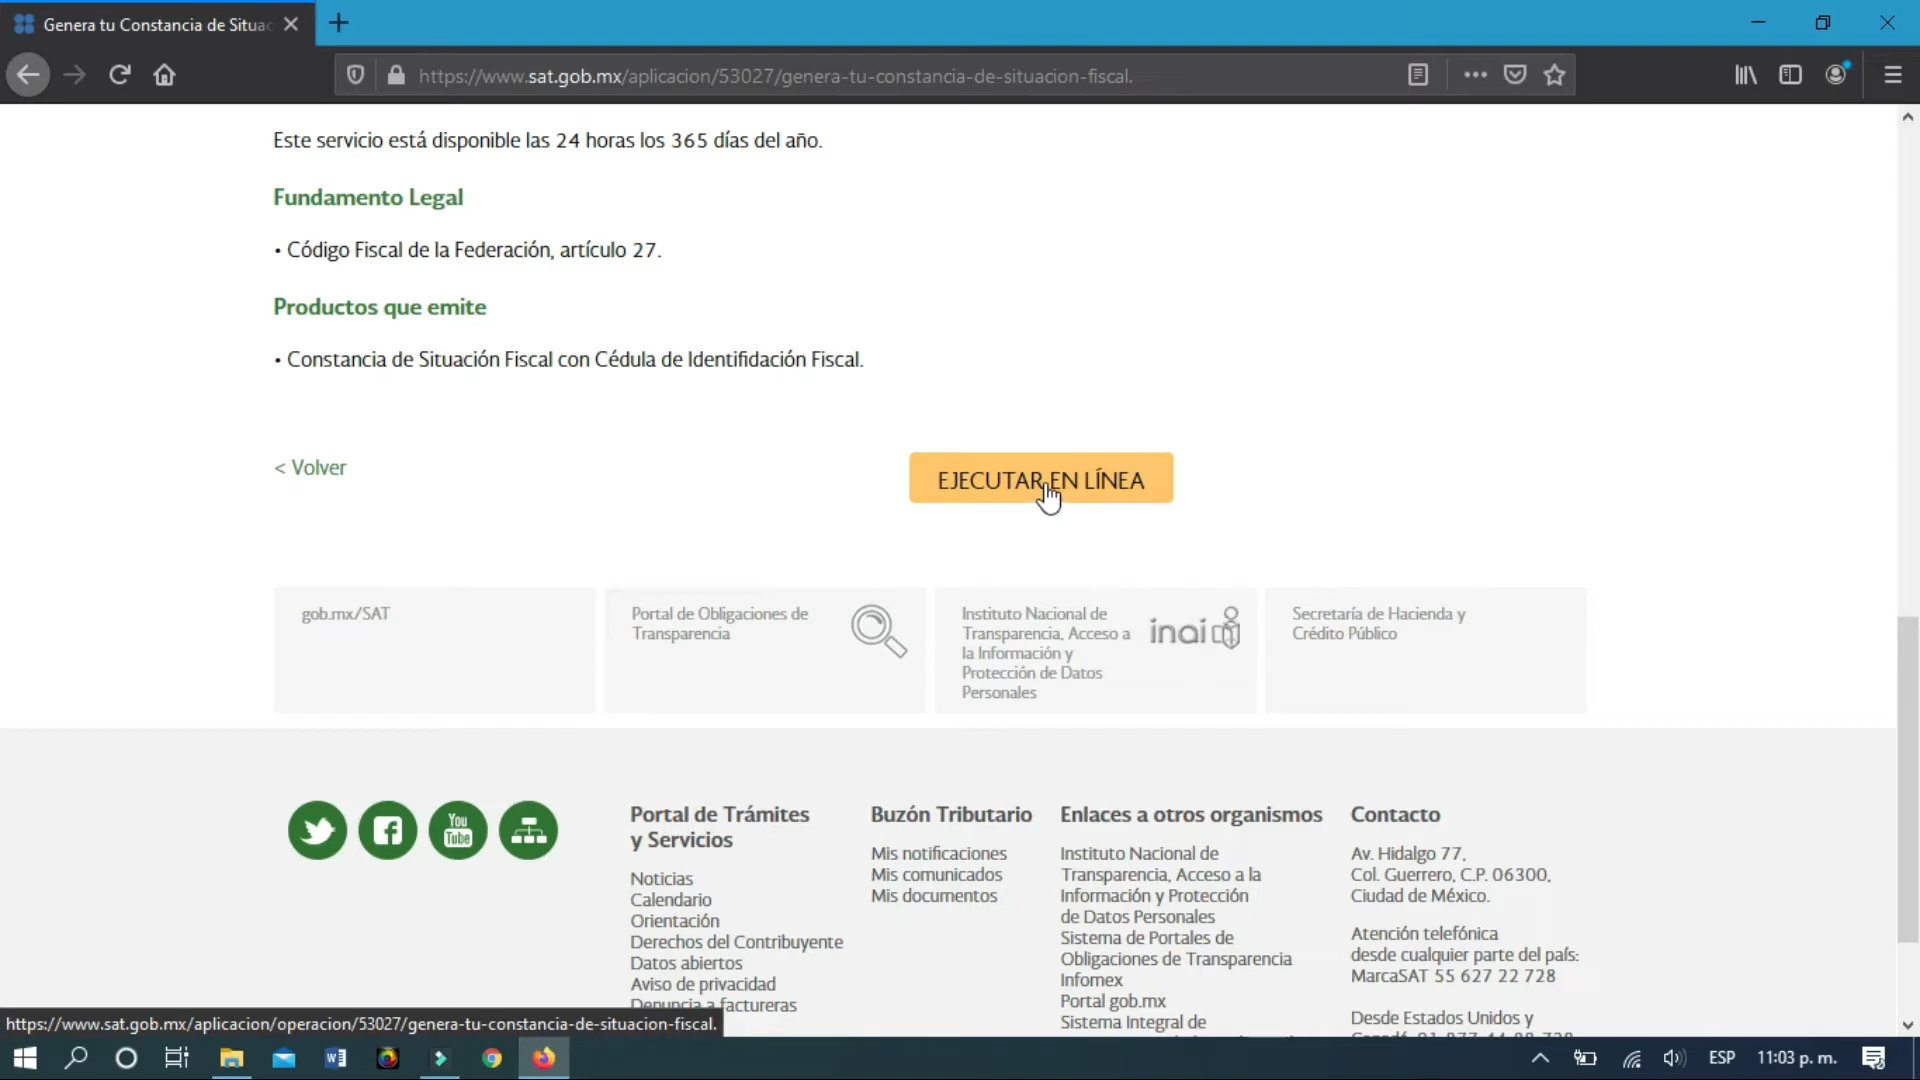 Genera tu Constancia de Situac
https://www.sat.gob.mx/aplicacion/53027/genera-tu-constancia-de-situacion-fiscal.
Este servicio está disponible las 24 horas los 365 días del año.
Fundamento Legal
• Código Fiscal de la Federación, artículo 27.
Productos que emite
• Constancia de Situación Fiscal con Cédula de Identifidación Fiscal.
< Volver
EJECUTAR EN LÍNEA
gob.mx/SAT
Portal de Obligaciones de
Transparencia
Instituto Nacional de
Transparencia, Acceso a
la Información y
Protección de Datos
Personales
inai
Secretaría de Hacienda y
Crédito Público
You
Tube
Portal de Trámites
y Servicios
Noticias
Calendario
Orientación
Derechos del Contribuyente
Datos abiertos
Aviso de privacidad
Denuncia a factureras
Buzón Tributario
Mis notificaciones
Mis comunicados
Mis documentos
Enlaces a otros organismos
Instituto Nacional de
Transparencia, Acceso a la
Información y Protección
de Datos Personales
Sistema de Portales de
Obligaciones de Transparencia
Infomex
Portal gob.mx
Sistema Integral de
Contacto
Av. Hidalgo 77,
Col. Guerrero, C.P. 06300,
Ciudad de México.
Atención telefónica
desde cualquier parte del país:
MarcaSAT 55 627 22 728
Desde Estados Unidos y
https://www.sat.gob.mx/aplicacion/operacion/53027/genera-tu-constancia-de-situacion-fiscal.
ESP
11:03 p. m.